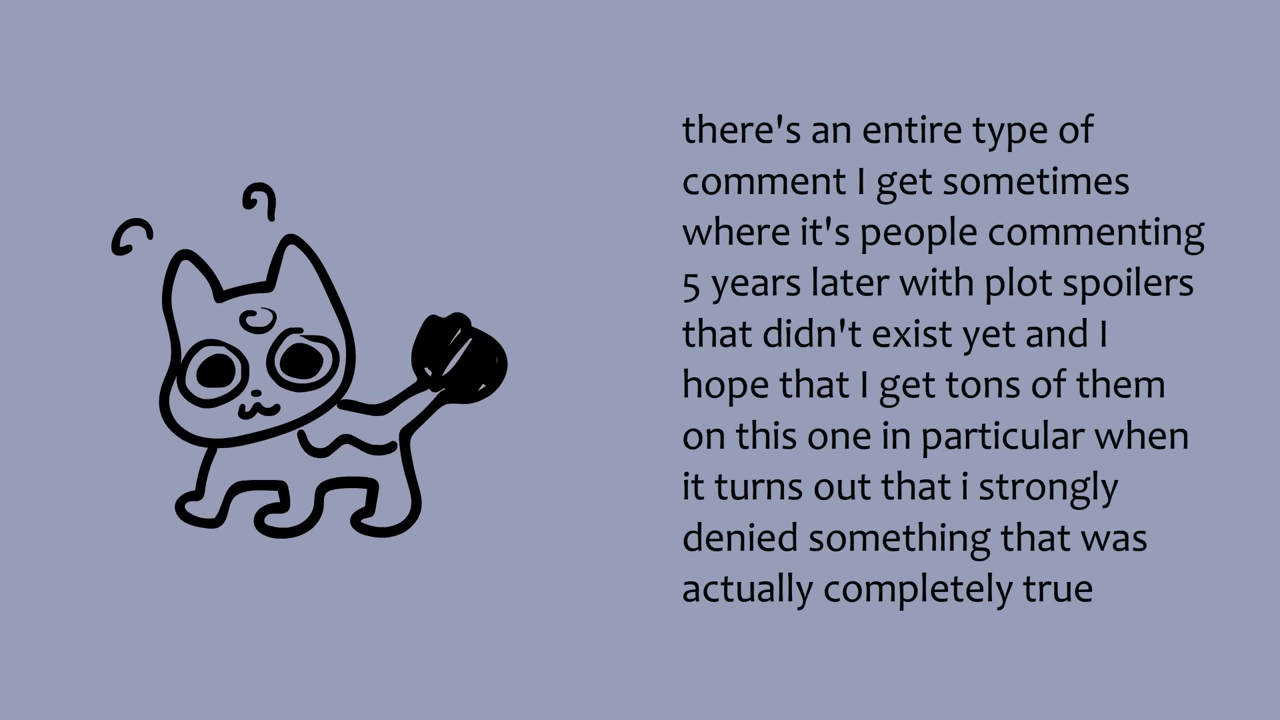 there's an entire type of
comment I get sometimes
where it's people commenting
5 years later with plot spoilers
that didn't exist yet and I
hope that I get tons of them
on this one in particular when
it turns out that i strongly
denied something that was
actually completely true